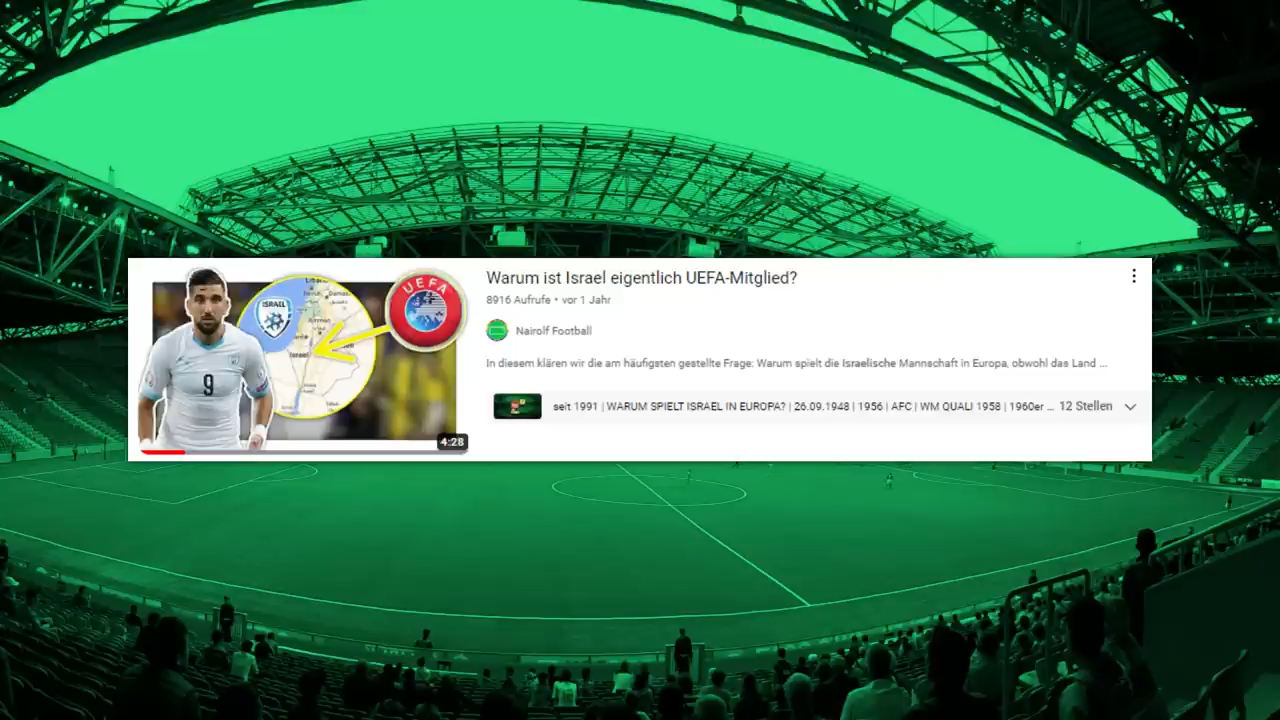 Warum ist Israel eigentlich UEFA-Mitglied?
8916 Aufrufe • vor 1 Jahr
Nairolf Football
In diesem klären wir die am häufigsten gestellte Frage: Warum spielt die Israelische Mannschaft in Europa, obwohl das Land ...
seit 1991 | WARUM SPIELT ISRAEL IN EUROPA? | 26.09.1948 | 1956 | AFC | WM QUALI 1958 | 1960er ... 12 Stellen
ISRAEL
UEFA
9
Israel
4:28